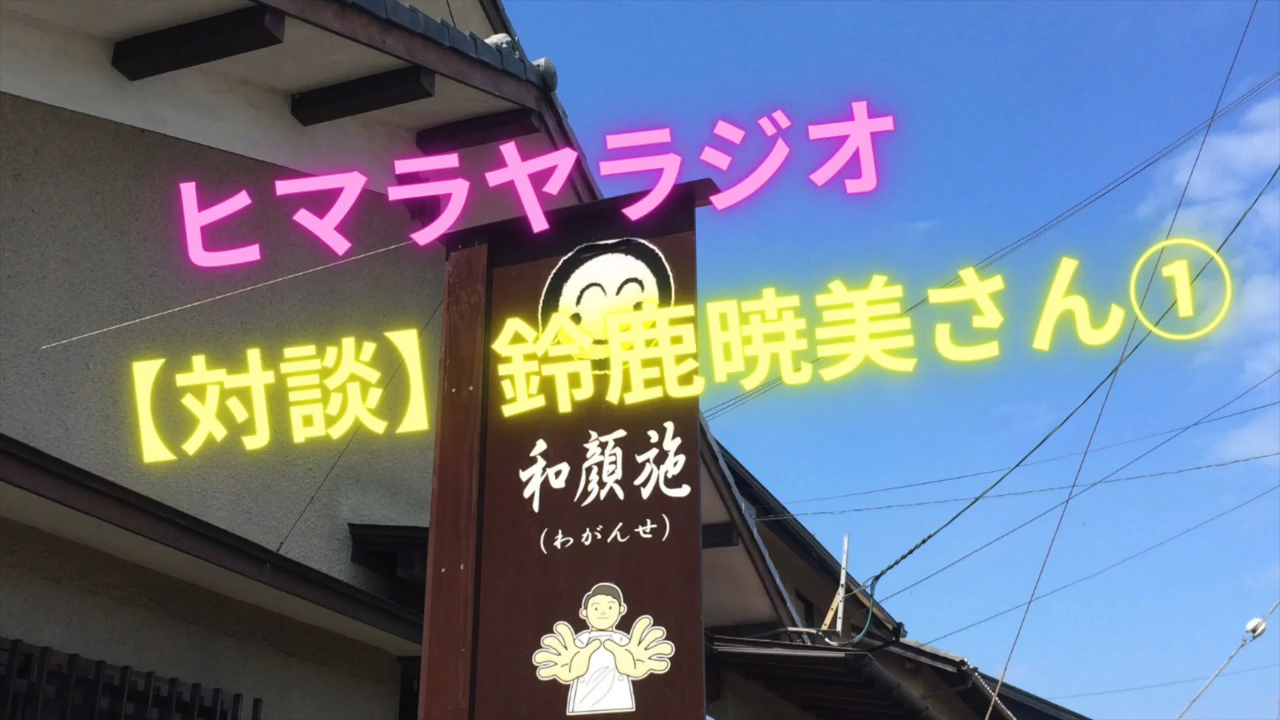 ヒマラヤラジオ
【対談】鈴鹿暁美さん①
和顔施
(わがんせ)